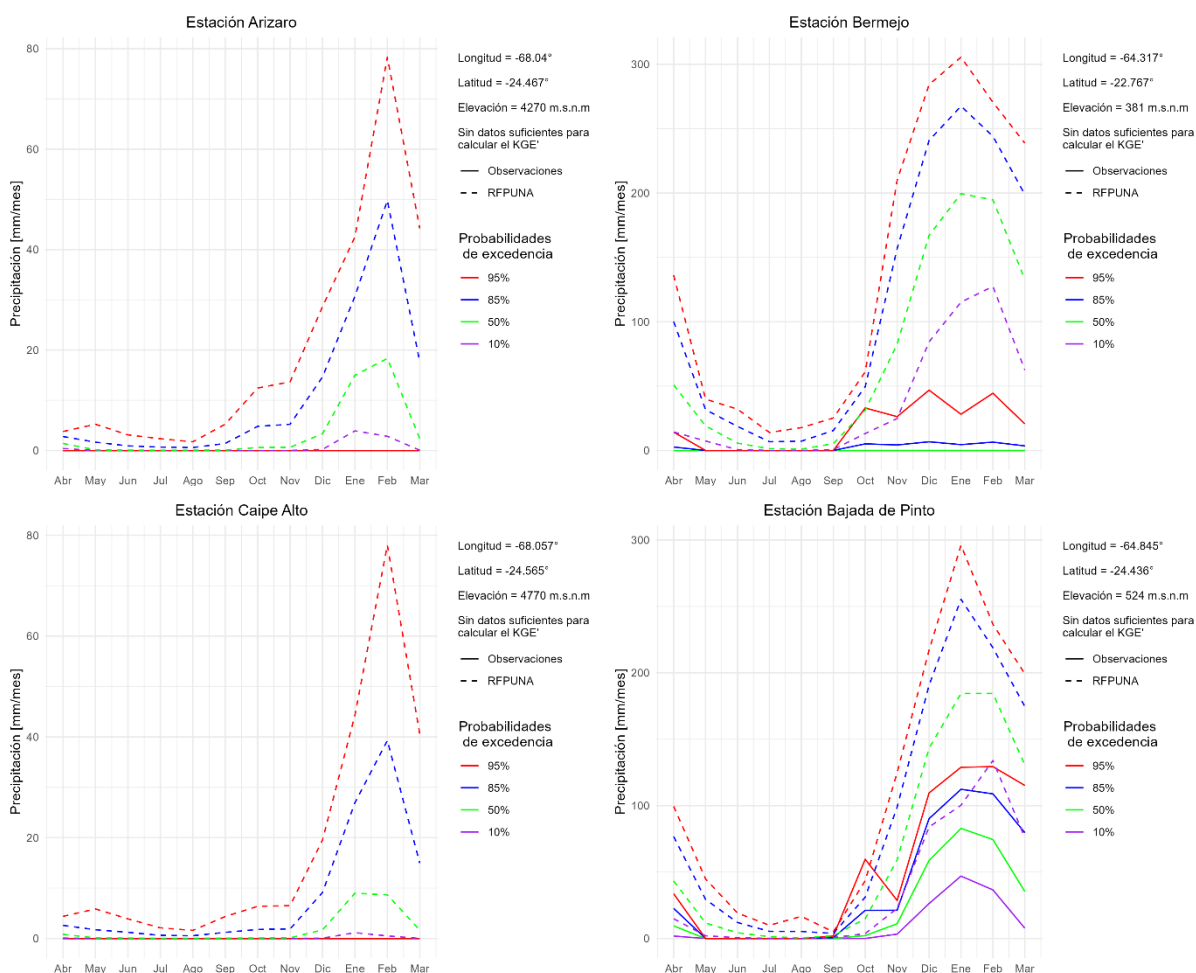 Estación Arizaro
Precipitación [mm/mes]
80
60
40
20
0
Abr May Jun Jul Ago Sep Oct Nov Dic Ene Feb Mar
Longitud = -68.04°
Latitud = -24.467°
Elevación = 4270 m.s.n.m
Sin datos suficientes para
calcular el KGE'
Observaciones
RFPUNA
Probabilidades
de excedencia
95%
85%
50%
10%
Estación Bermejo
Precipitación [mm/mes]
300
200
100
0
Abr May Jun Jul Ago Sep Oct Nov Dic Ene Feb Mar
Longitud = -64.317°
Latitud = -22.767°
Elevación = 381 m.s.n.m
Sin datos suficientes para
calcular el KGE'
Observaciones
RFPUNA
Probabilidades
de excedencia
95%
85%
50%
10%
Estación Caipe Alto
Precipitación [mm/mes]
80
60
40
20
0
Abr May Jun Jul Ago Sep Oct Nov Dic Ene Feb Mar
Longitud = -68.057°
Latitud = -24.565°
Elevación = 4770 m.s.n.m
Sin datos suficientes para
calcular el KGE'
Observaciones
RFPUNA
Probabilidades
de excedencia
95%
85%
50%
10%
Estación Bajada de Pinto
Precipitación [mm/mes]
300
200
100
0
Abr May Jun Jul Ago Sep Oct Nov Dic Ene Feb Mar
Longitud = -64.845°
Latitud = -24.436°
Elevación = 524 m.s.n.m
Sin datos suficientes para
calcular el KGE'
Observaciones
RFPUNA
Probabilidades
de excedencia
95%
85%
50%
10%